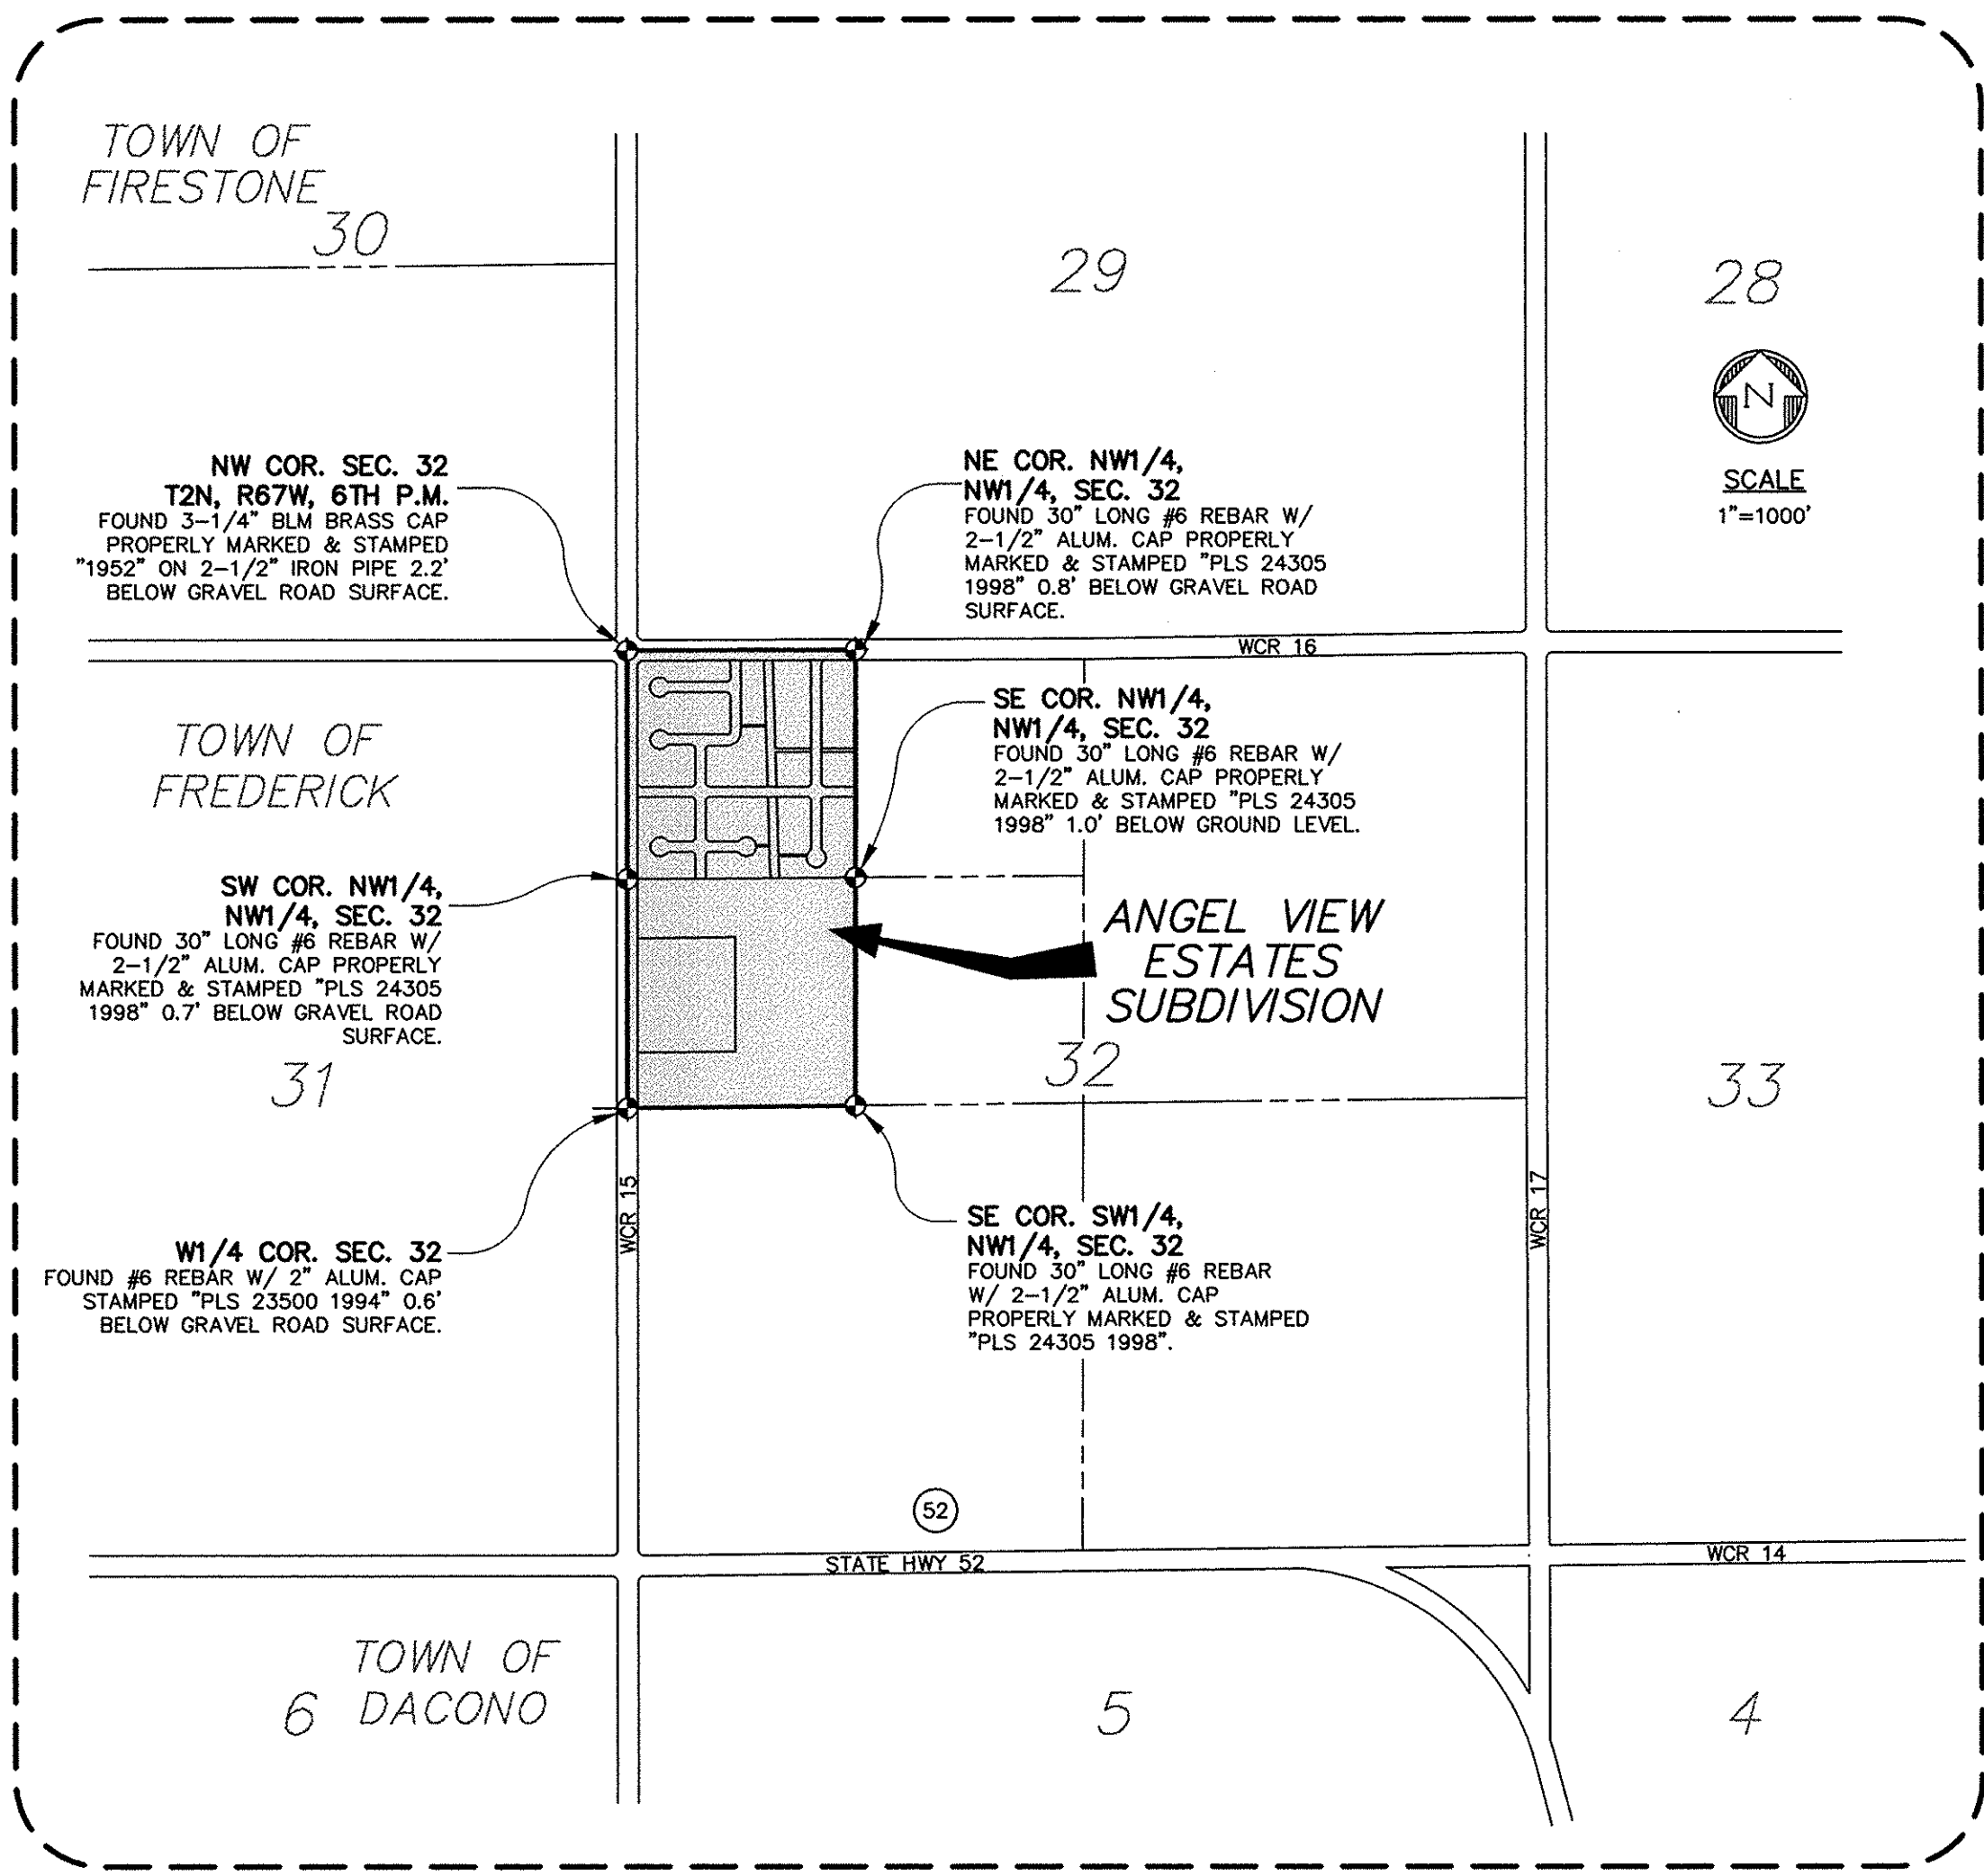 TOWN OF
FIRESTONE
30
29
28
N
SCALE
1"=1000'
NW COR. SEC. 32
T2N, R67W, 6TH P.M.
FOUND 3-1/4" BLM BRASS CAP
PROPERLY MARKED & STAMPED
"1952" ON 2-1/2" IRON PIPE 2.2'
BELOW GRAVEL ROAD SURFACE.
NE COR. NW1/4,
NW1/4, SEC. 32
FOUND 30" LONG #6 REBAR W/
2-1/2" ALUM. CAP PROPERLY
MARKED & STAMPED "PLS 24305
1998" 0.8' BELOW GRAVEL ROAD
SURFACE.
WCR 16
TOWN OF
FREDERICK
SE COR. NW1/4,
NW1/4, SEC. 32
FOUND 30" LONG #6 REBAR W/
2-1/2" ALUM. CAP PROPERLY
MARKED & STAMPED "PLS 24305
1998" 1.0' BELOW GROUND LEVEL.
SW COR. NW1/4,
NW1/4, SEC. 32
FOUND 30" LONG #6 REBAR W/
2-1/2" ALUM. CAP PROPERLY
MARKED & STAMPED "PLS 24305
1998" 0.7' BELOW GRAVEL ROAD
SURFACE.
ANGEL VIEW
ESTATES
SUBDIVISION
31
32
33
WCR 15
WCR 17
W1/4 COR. SEC. 32
FOUND #6 REBAR W/ 2" ALUM. CAP
STAMPED "PLS 23500 1994" 0.6'
BELOW GRAVEL ROAD SURFACE.
SE COR. SW1/4,
NW1/4, SEC. 32
FOUND 30" LONG #6 REBAR
W/ 2-1/2" ALUM. CAP
PROPERLY MARKED & STAMPED
"PLS 24305 1998".
52
STATE HWY 52
WCR 14
TOWN OF
DACONO
6
5
4